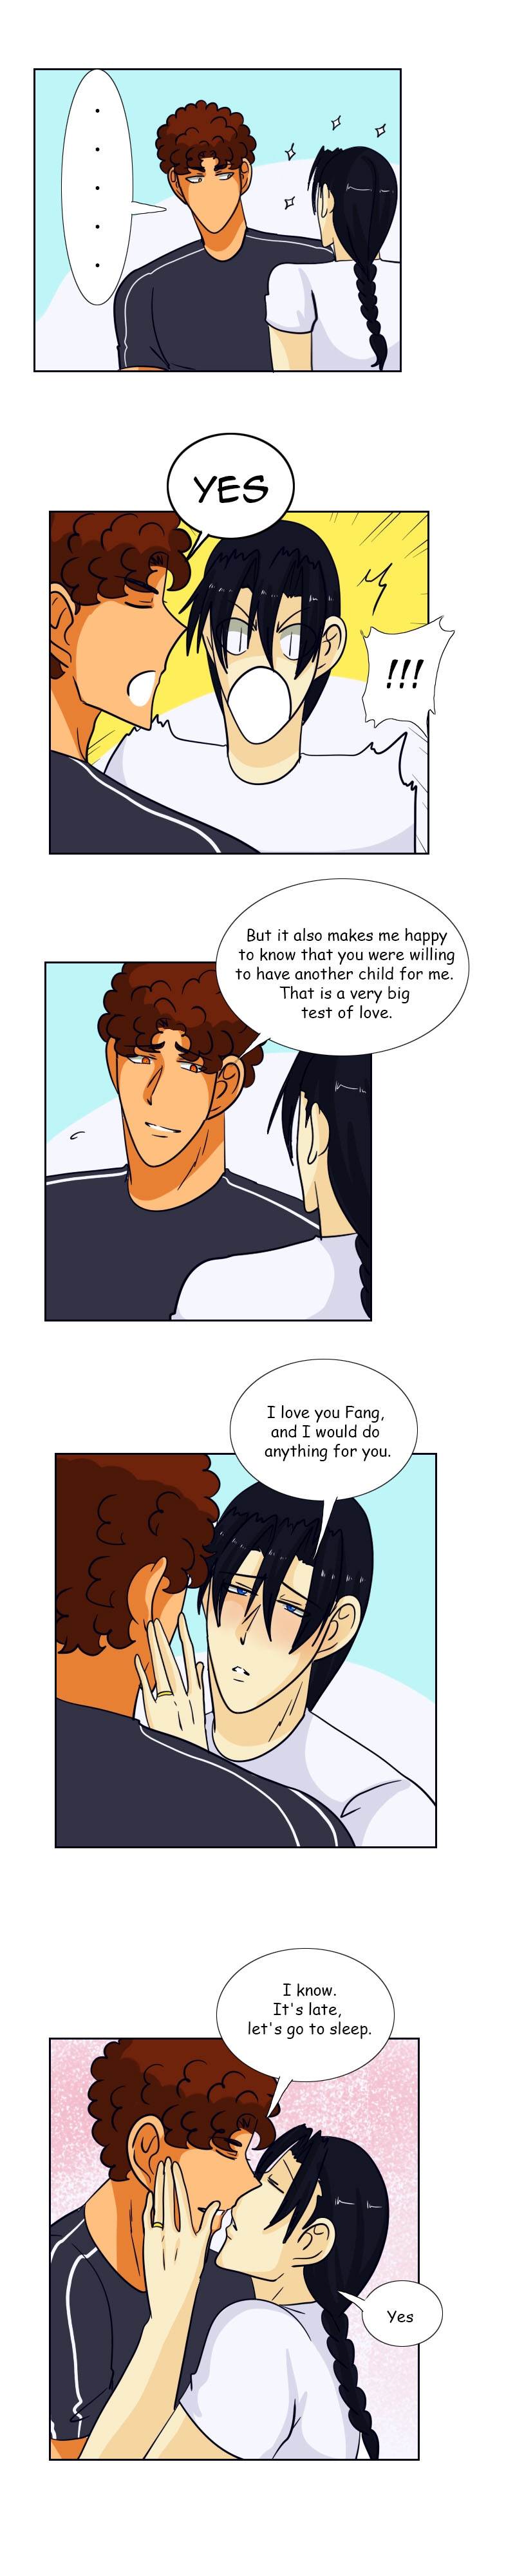 .
.
.
.
.
YES
!!!
But it also makes me happy
to know that you were willing
to have another child for me.
That is a very big
test of love.
I love you Fang,
and I would do
anything for you.
I know.
It's late,
let's go to sleep.
Yes